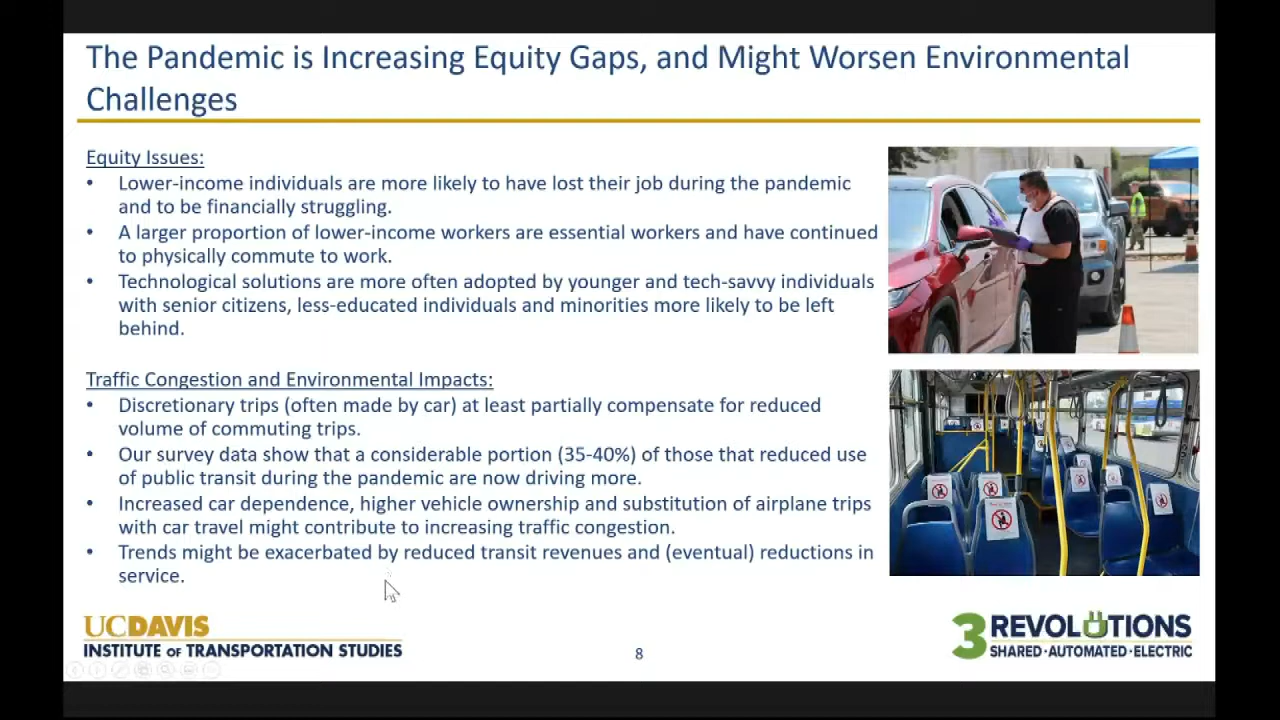 The Pandemic is Increasing Equity Gaps, and Might Worsen Environmental
Challenges
Equity Issues:
• Lower-income individuals are more likely to have lost their job during the pandemic
and to be financially struggling.
• A larger proportion of lower-income workers are essential workers and have continued
to physically commute to work.
• Technological solutions are more often adopted by younger and tech-savvy individuals
with senior citizens, less-educated individuals and minorities more likely to be left
behind.
Traffic Congestion and Environmental Impacts:
• Discretionary trips (often made by car) at least partially compensate for reduced
volume of commuting trips.
• Our survey data show that a considerable portion (35-40%) of those that reduced use
of public transit during the pandemic are now driving more.
• Increased car dependence, higher vehicle ownership and substitution of airplane trips
with car travel might contribute to increasing traffic congestion.
• Trends might be exacerbated by reduced transit revenues and (eventual) reductions in
service.
UCDAVIS
INSTITUTE OF TRANSPORTATION STUDIES
8
3 REVOLUTIONS
SHARED·AUTOMATED·ELECTRIC